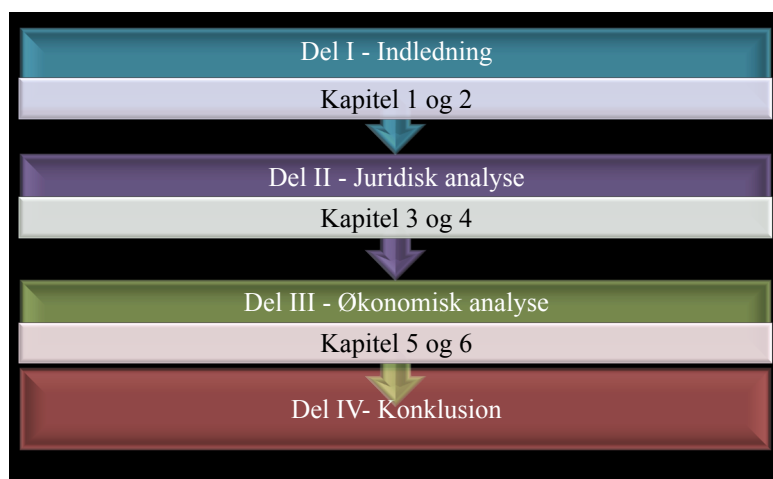 Del I - Indledning
Kapitel 1 og 2
Del II - Juridisk analyse
Kapitel 3 og 4
Del III - Økonomisk analyse
Kapitel 5 og 6
Del IV- Konklusion